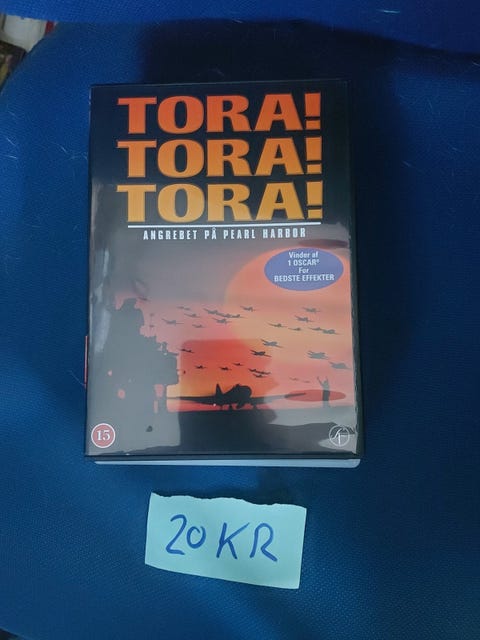 TORA!
TORA!
TORA!
ANGREBET PÅ PEARL HARBOR
Vinder af
1 OSCAR®
For
BEDSTE EFFEKTER
15
20 KR